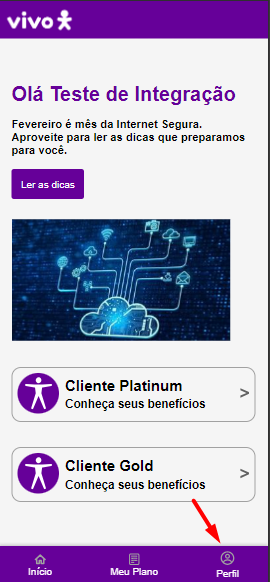 vivo
Olá Teste de Integração
Fevereiro é mês da Internet Segura.
Aproveite para ler as dicas que preparamos
para você.
Ler as dicas
Cliente Platinum
Conheça seus benefícios
>
Cliente Gold
Conheça seus benefícios
>
Início
Meu Plano
Perfil